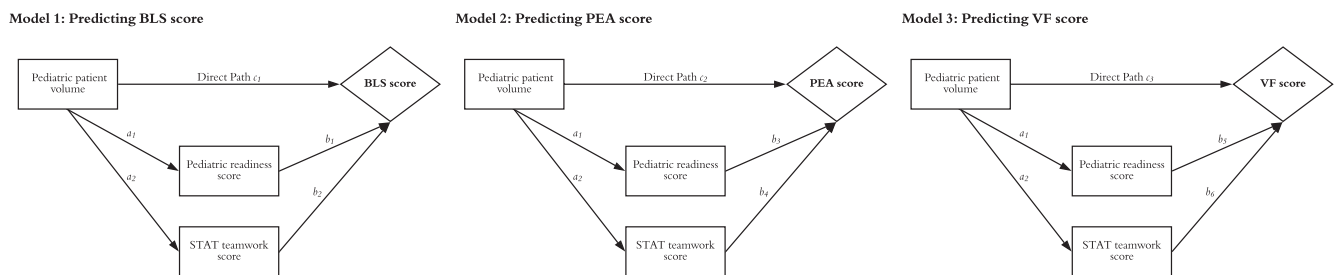 Model 1: Predicting BLS score
Pediatric patient
volume
Direct Path c1
BLS score
a1
b1
Pediatric readiness
score
a2
b2
STAT teamwork
score
Model 2: Predicting PEA score
Pediatric patient
volume
Direct Path c2
PEA score
a1
b3
Pediatric readiness
score
a2
b4
STAT teamwork
score
Model 3: Predicting VF score
Pediatric patient
volume
Direct Path c3
VF score
a1
b5
Pediatric readiness
score
a2
b6
STAT teamwork
score